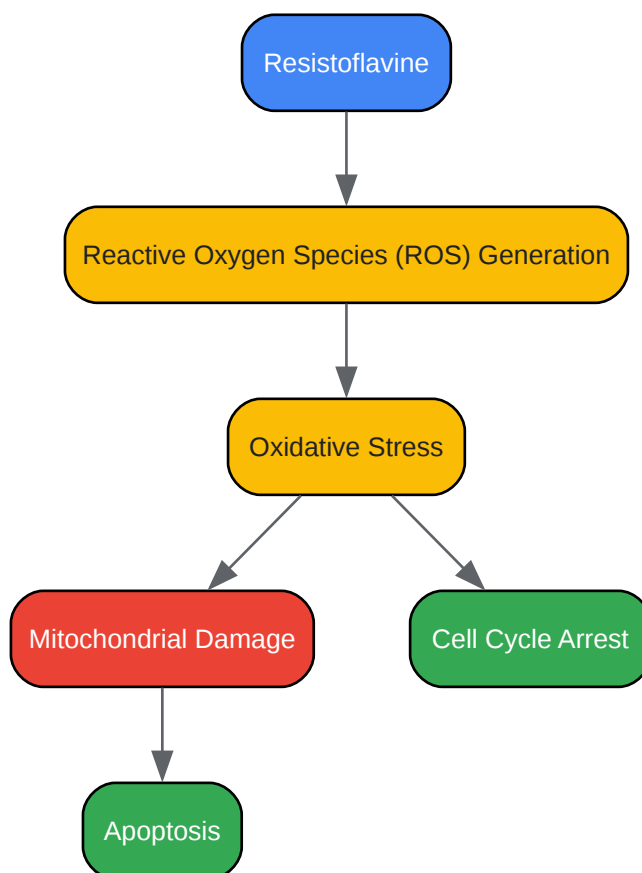 Resistoflavine
Reactive Oxygen Species (ROS) Generation
Oxidative Stress
Mitochondrial Damage
Cell Cycle Arrest
Apoptosis